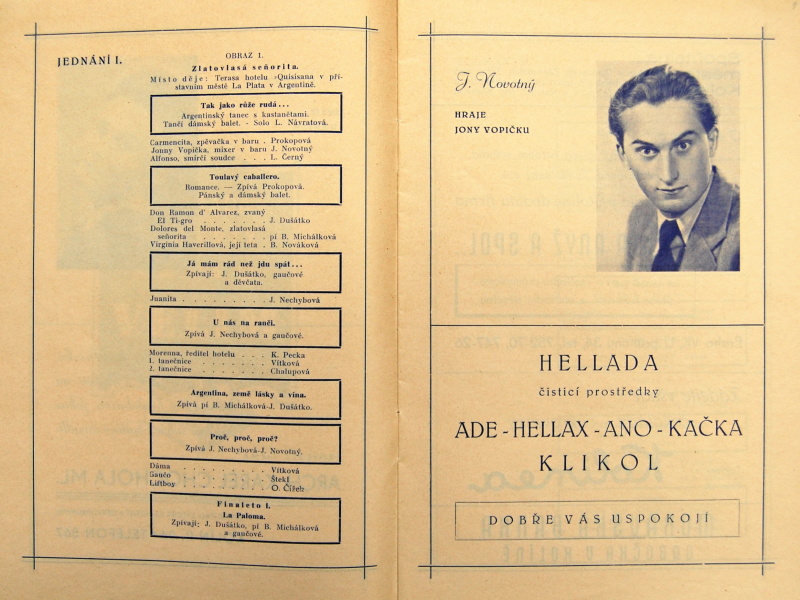 JEDNÁNÍ I.
OBRAZ 1.
Zlatovlasá señorita.
Místo děje: Terasa hotelu »Quisisana v pří-
stavním městě La Plata v Argentině.
Tak jako růže rudá...
Argentinský tanec s kastanětami.
Tančí dámský balet. - Solo L. Návratová.
Carmencita, zpěvačka v baru . Prokopová
Jonny Vopička, mixer v baru J. Novotný
Alfonso, smírčí soudce . . . L. Černý
Toulavý caballero.
Romance. — Zpívá Prokopová.
Pánský a dámský balet.
Don Ramon d' Alvarez, zvaný
El Ti-gro . . . . . . . J. Dušátko
Dolores del Monte, zlatovlasá
señorita . . . . . . . pí B. Michálková
Virginia Haverillová, její teta . B. Nováková
Já mám rád než jdu spát...
Zpívají: J. Dušátko, gaučové
a děvčata.
Juanita . . . . . . . . . J. Nechybová
U nás na ranči.
Zpívá J. Nechybová a gaučové.
Morenna, ředitel hotelu . . . K. Pecka
1. tanečnice . . . . . . . Vítková
2. tanečnice . . . . . . . Chalupová
Argentina, země lásky a vína.
Zpívá pí B. Michálková-J. Dušátko.
Proč, proč, proč?
Zpívá J. Nechybová-J. Novotný.
Dáma . . . . . . . . . Vítková
Gaučo . . . . . . . . . Štekl
Liftboy . . . . . . . . . O. Čížek
Finaleto I.
La Paloma.
Zpívají: J. Dušátko, pí B. Michálková
a gaučové.
J. Novotný
HRAJE
JONY VOPIČKU
HELLADA
čisticí prostředky
ADE - HELLAX - ANO - KAČKA
KLIKOL
DOBŘE VÁS USPOKOJÍ